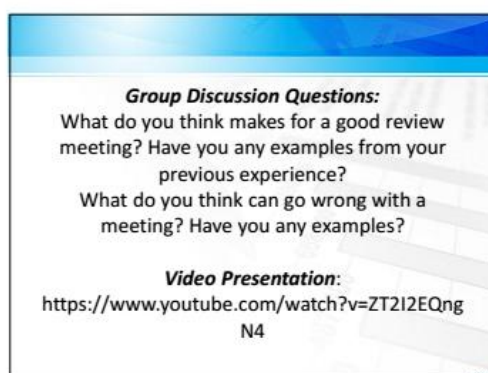 Group Discussion Questions:
What do you think makes for a good review
meeting? Have you any examples from your
previous experience?
What do you think can go wrong with a
meeting? Have you any examples?
Video Presentation:
https://www.youtube.com/watch?v=ZT2I2EQng
N4